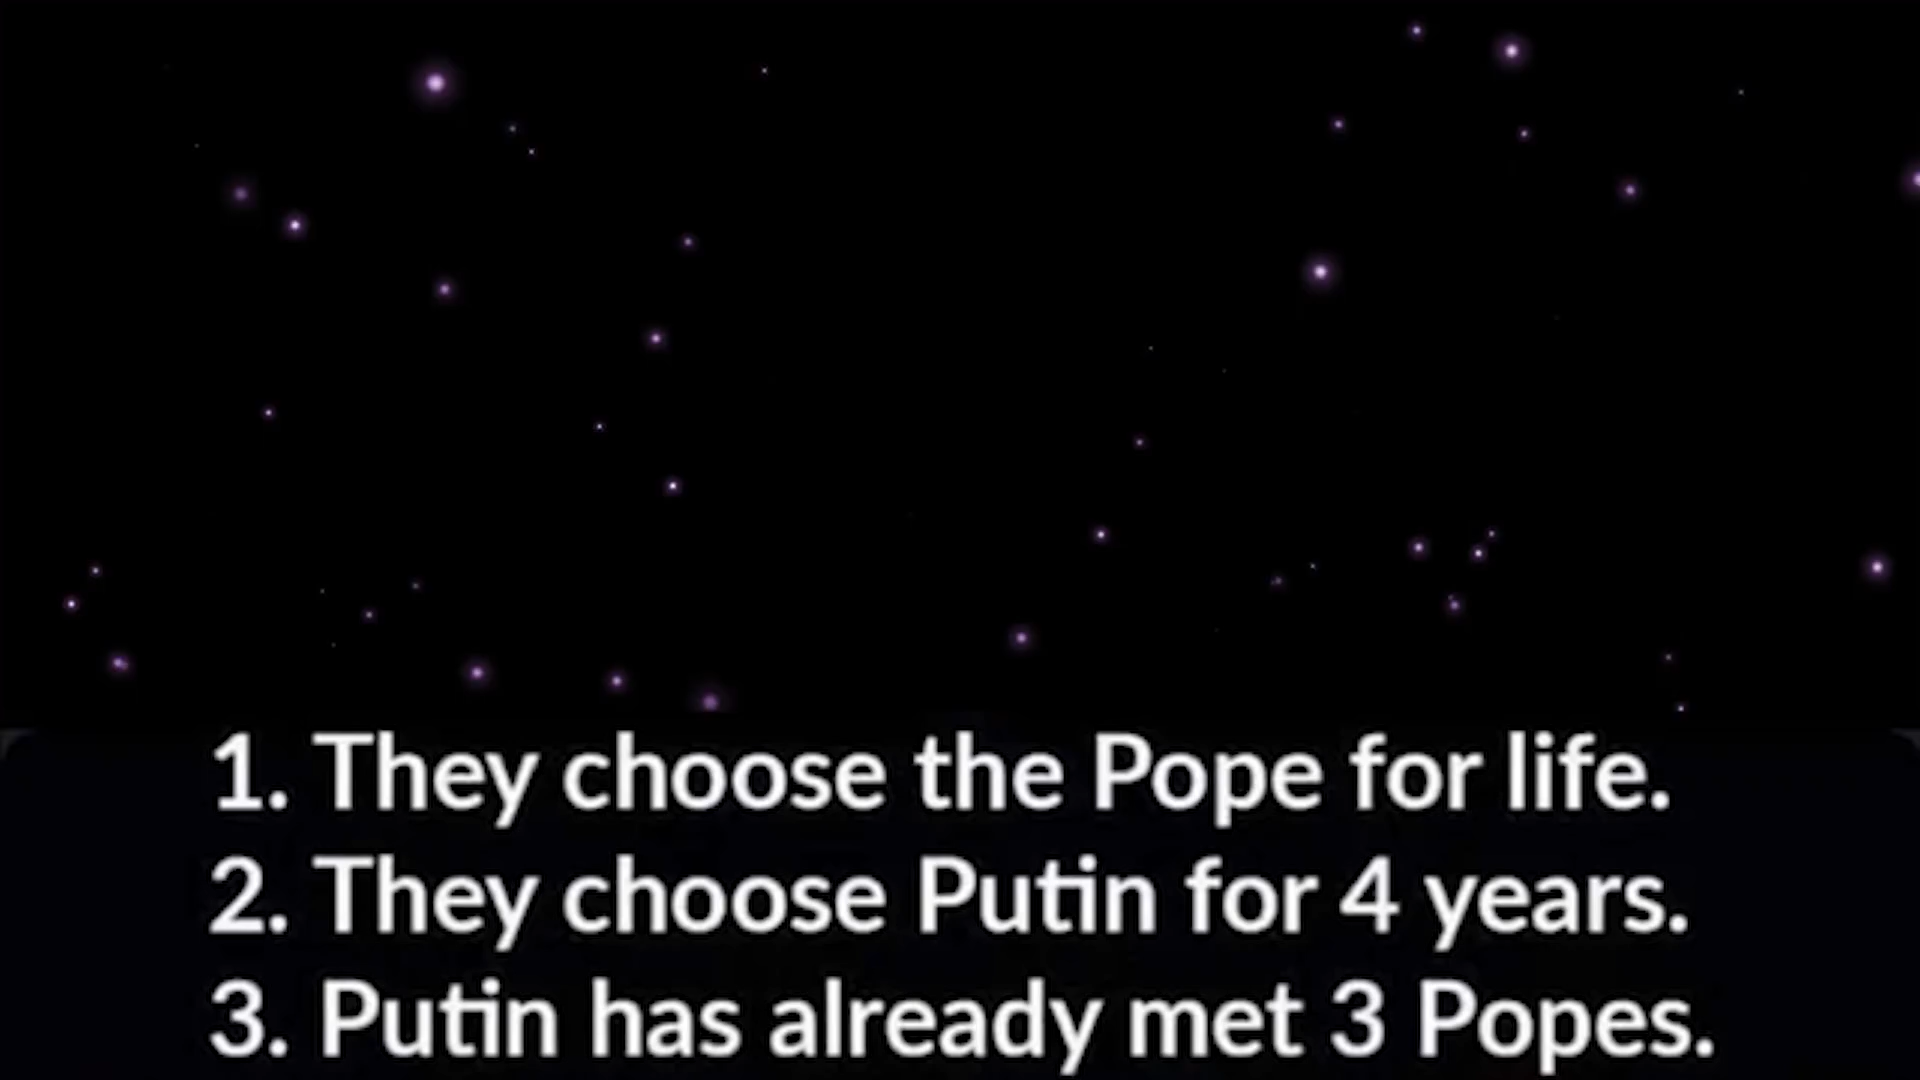 1. They choose the Pope for life.
2. They choose Putin for 4 years.
3. Putin has already met 3 Popes.